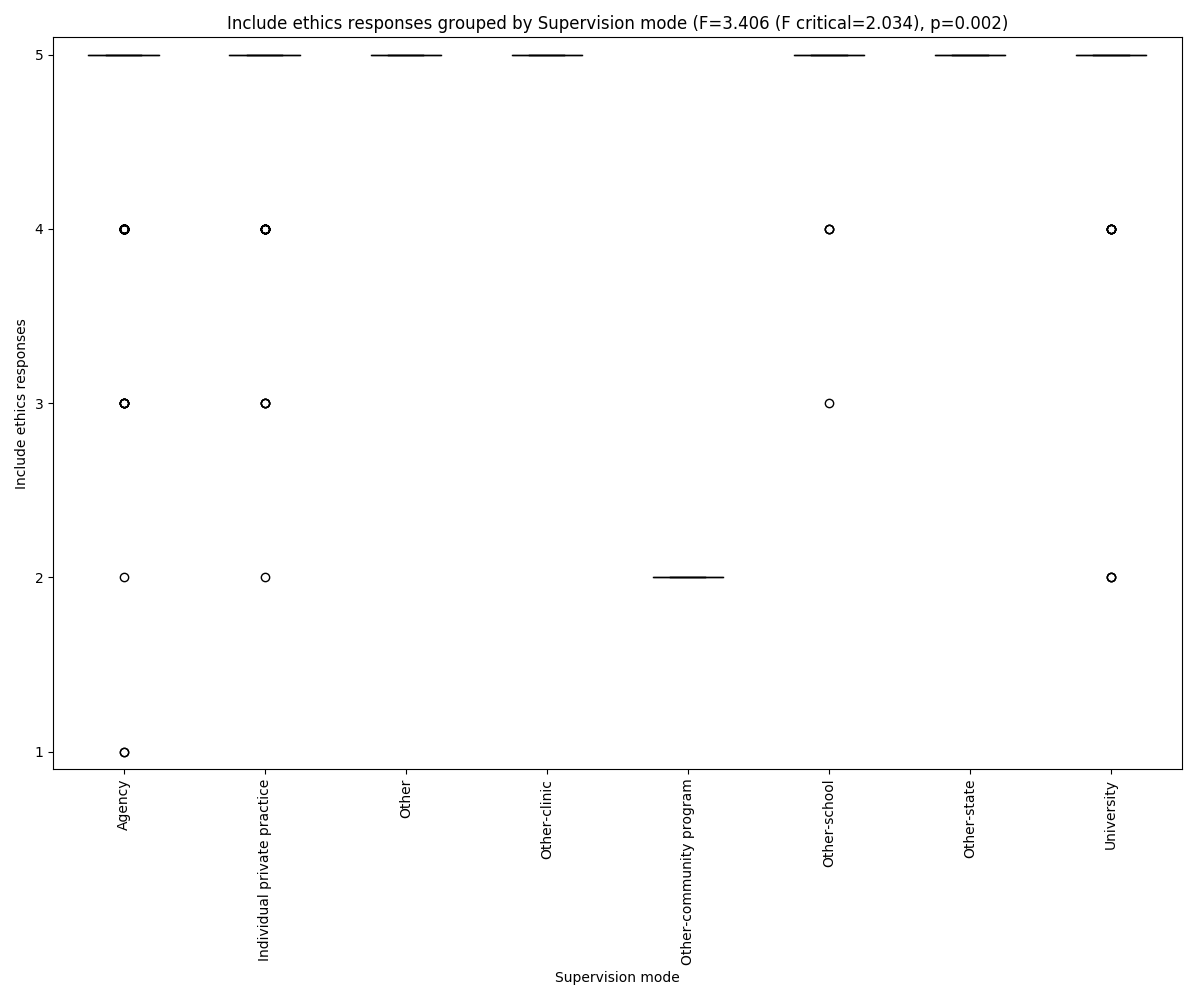 Include ethics responses grouped by Supervision mode (F=3.406 (F critical=2.034), p=0.002)
Include ethics responses
5
4
3
2
1
Agency
Individual private practice
Other
Other-clinic
Other-community program
Other-school
Other-state
University
Supervision mode